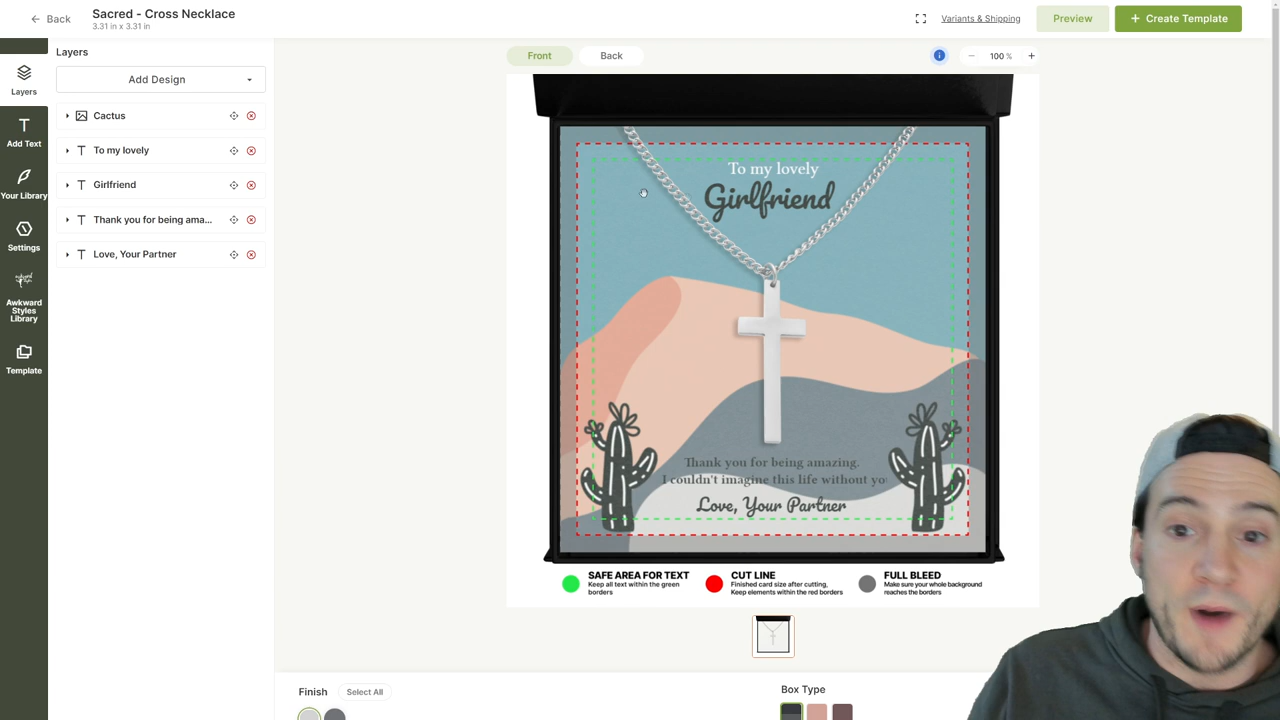 Back
Sacred - Cross Necklace
3.31 in x 3.31 in
Variants & Shipping
Preview
+ Create Template
Layers
Add Text
Your Library
Settings
Awkward
Styles
Library
Template
Layers
Add Design
Cactus
To my lovely
Girlfriend
Thank you for being ama...
Love, Your Partner
Front
Back
100 %
To my lovely
Girlfriend
Thank you for being amazing.
I couldn't imagine this life without yo
Love, Your Partner
SAFE AREA FOR TEXT
Keep all text within the green
borders
CUT LINE
Finished card size after cutting,
Keep elements within the red borders
FULL BLEED
Make sure your whole background
reaches the borders
Finish
Select All
Box Type